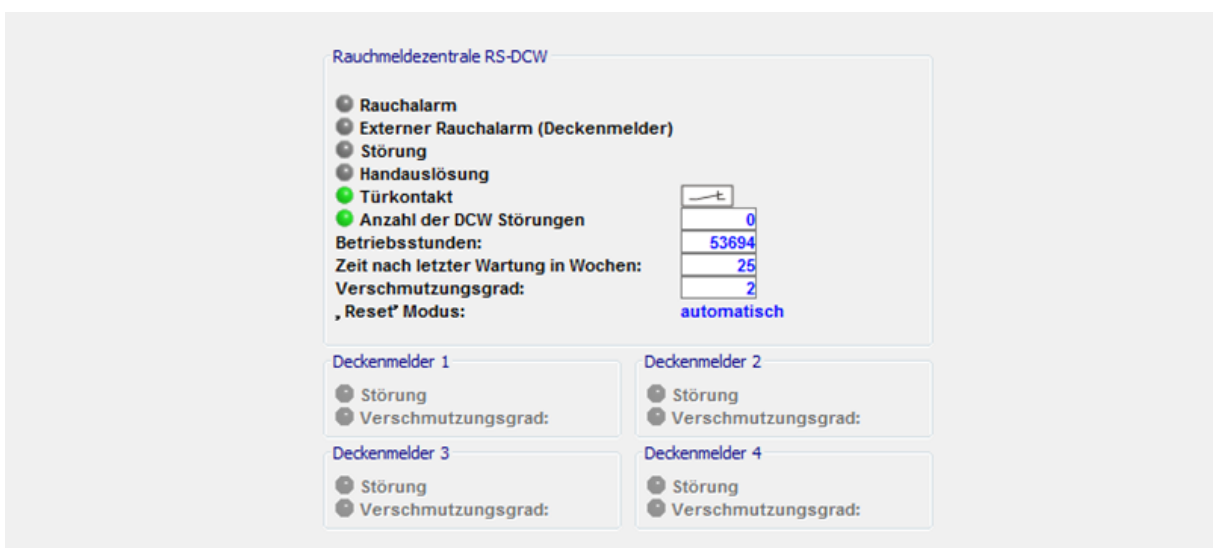 Rauchmeldezentrale RS-DCW
Rauchalarm
Externer Rauchalarm (Deckenmelder)
Störung
Handauslösung
Türkontakt
Anzahl der DCW Störungen 0
Betriebsstunden: 53694
Zeit nach letzter Wartung in Wochen: 25
Verschmutzungsgrad: 2
„Reset" Modus: automatisch
Deckenmelder 1 Deckenmelder 2
Störung Störung
Verschmutzungsgrad: Verschmutzungsgrad:
Deckenmelder 3 Deckenmelder 4
Störung Störung
Verschmutzungsgrad: Verschmutzungsgrad: